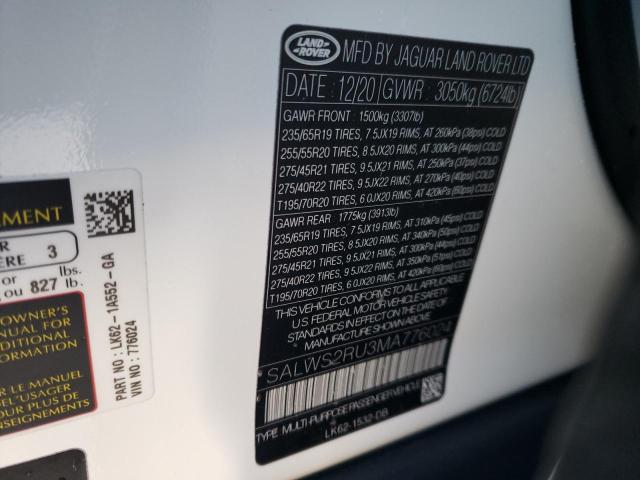 LAND
ROVER
MFD BY JAGUAR LAND ROVER LTD
DATE: 12/20 GVWR : 3050kg (6724lb)
GAWR FRONT : 1500kg (3307lb)
235/65R19 TIRES, 7.5JX19 RIMS, AT 260kPa (38psi) COLD
255/55R20 TIRES, 8.5JX20 RIMS, AT 300kPa (44psi) COLD
275/45R21 TIRES, 9.5JX21 RIMS, AT 250kPa (37psi) COLD
275/40R22 TIRES, 9.5JX22 RIMS, AT 270kPa (40psi) COLD
T195/70R20 TIRES, 6.0JX20 RIMS, AT 420kPa (60psi) COLD
GAWR REAR : 1775kg (3913lb)
235/65R19 TIRES, 7.5JX19 RIMS, AT 310kPa (45psi) COLD
255/55R20 TIRES, 8.5JX20 RIMS, AT 340kPa (50psi) COLD
275/45R21 TIRES, 9.5JX21 RIMS, AT 300kPa (44psi) COLD
275/40R22 TIRES, 9.5JX22 RIMS, AT 350kPa (51psi) COLD
T195/70R20 TIRES, 6.0JX20 RIMS, AT 420kPa (60psi) COLD
THIS VEHICLE CONFORMS TO ALL APPLICABLE
U.S. FEDERAL MOTOR VEHICLE SAFETY
STANDARDS IN EFFECT ON THE DATE OF
MANUFACTURE SHOWN ABOVE.
SALWS2RU3MA776024
TYPE: MULTI-PURPOSE PASSENGER VEHICLE
LK62-1532-DB
3
lbs.
ou 827 lb.
OWNER'S
MANUAL FOR
ADDITIONAL
INFORMATION
LE MANUEL
DE L'USAGER
POUR PLUS DE
RENSEIGNEMENTS
PART NO : LK62-1A552-GA
VIN NO : 776024